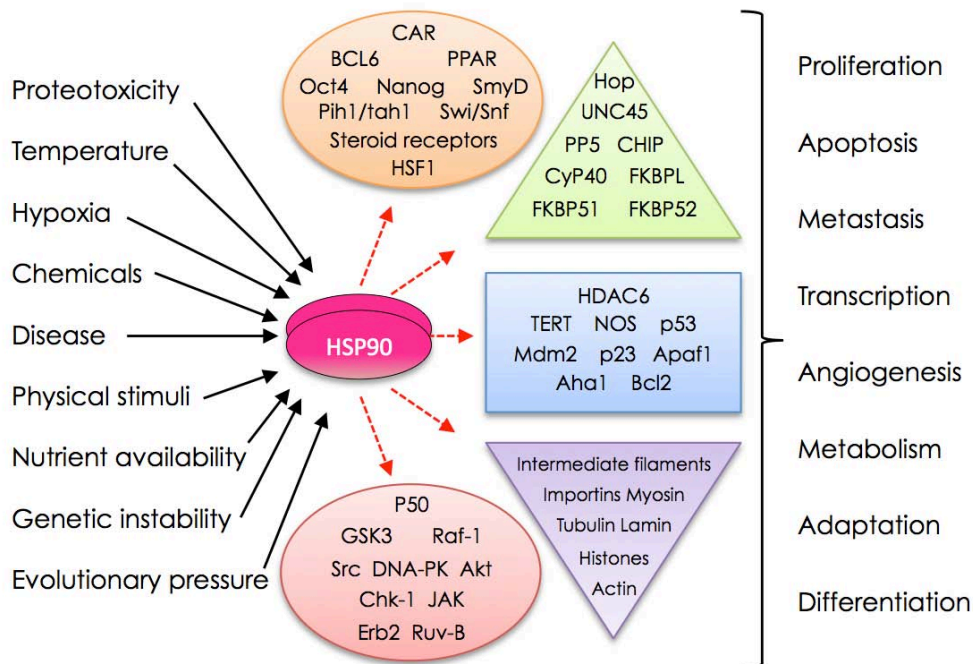 Proteotoxicity
Temperature
Hypoxia
Chemicals
Disease
Physical stimuli
Nutrient availability
Genetic instability
Evolutionary pressure
HSP90
CAR
BCL6 PPAR
Oct4 Nanog SmyD
Pih1/tah1 Swi/Snf
Steroid receptors
HSF1
Hop
UNC45
PP5 CHIP
CyP40 FKBPL
FKBP51 FKBP52
HDAC6
TERT NOS p53
Mdm2 p23 Apaf1
Aha1 Bcl2
Intermediate filaments
Importins Myosin
Tubulin Lamin
Histones
Actin
P50
GSK3 Raf-1
Src DNA-PK Akt
Chk-1 JAK
Erb2 Ruv-B
Proliferation
Apoptosis
Metastasis
Transcription
Angiogenesis
Metabolism
Adaptation
Differentiation